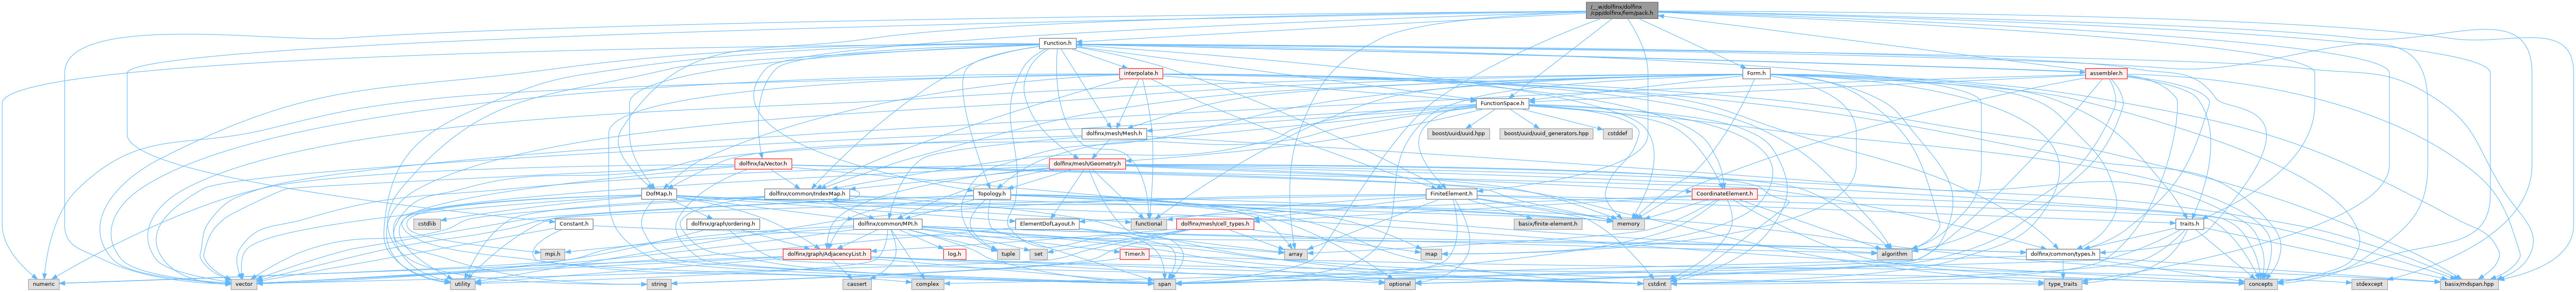 /__w/dolfinx/dolfinx
/cpp/dolfinx/fem/pack.h
Function.h
interpolate.h
Form.h
assembler.h
FunctionSpace.h
dolfinx/mesh/Mesh.h
boost/uuid/uuid.hpp
boost/uuid/uuid_generators.hpp
cstddef
dolfinx/la/Vector.h
dolfinx/mesh/Geometry.h
DofMap.h
dolfinx/common/IndexMap.h
Topology.h
FiniteElement.h
CoordinateElement.h
cstdlib
Constant.h
dolfinx/graph/ordering.h
dolfinx/common/MPI.h
ElementDofLayout.h
functional
dolfinx/mesh/cell_types.h
basix/finite-element.h
memory
traits.h
mpi.h
dolfinx/graph/AdjacencyList.h
log.h
tuple
set
Timer.h
array
map
algorithm
dolfinx/common/types.h
numeric
vector
utility
string
cassert
complex
span
optional
cstdint
type_traits
concepts
stdexcept
basix/mdspan.hpp